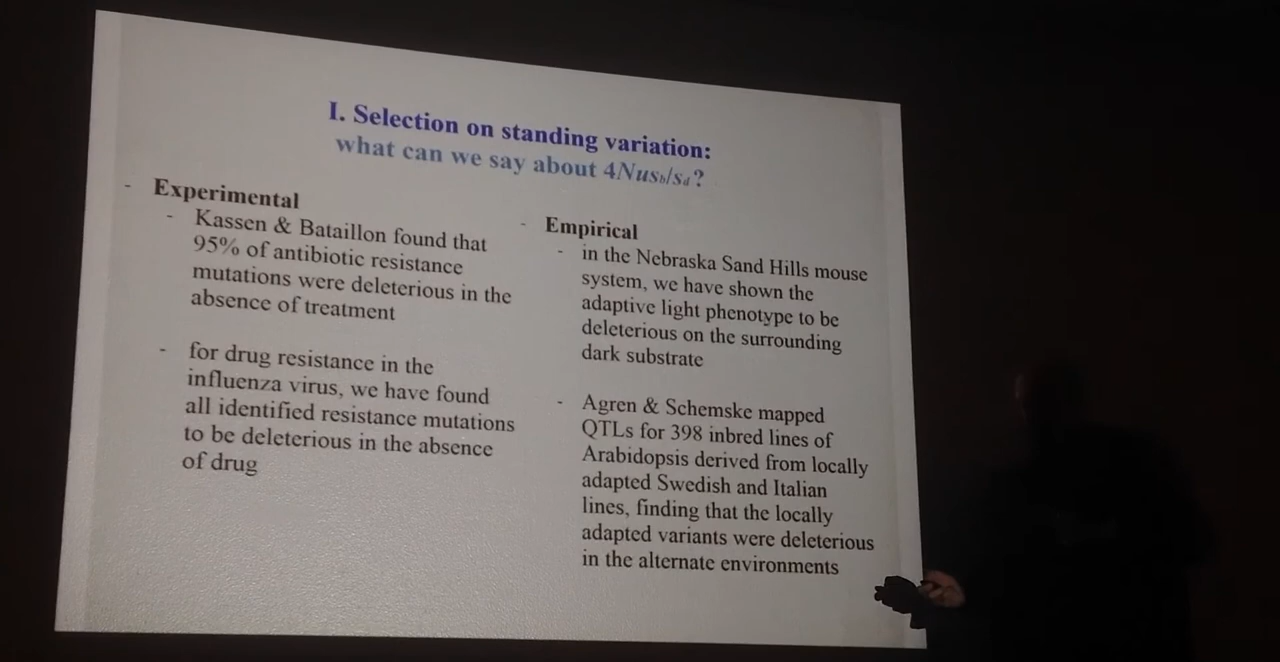 I. Selection on standing variation:
what can we say about 4Nusb/sd?
- Experimental
- Kassen & Bataillon found that
95% of antibiotic resistance
mutations were deleterious in the
absence of treatment
- for drug resistance in the
influenza virus, we have found
all identified resistance mutations
to be deleterious in the absence
of drug
- Empirical
- in the Nebraska Sand Hills mouse
system, we have shown the
adaptive light phenotype to be
deleterious on the surrounding
dark substrate
- Agren & Schemske mapped
QTLs for 398 inbred lines of
Arabidopsis derived from locally
adapted Swedish and Italian
lines, finding that the locally
adapted variants were deleterious
in the alternate environments